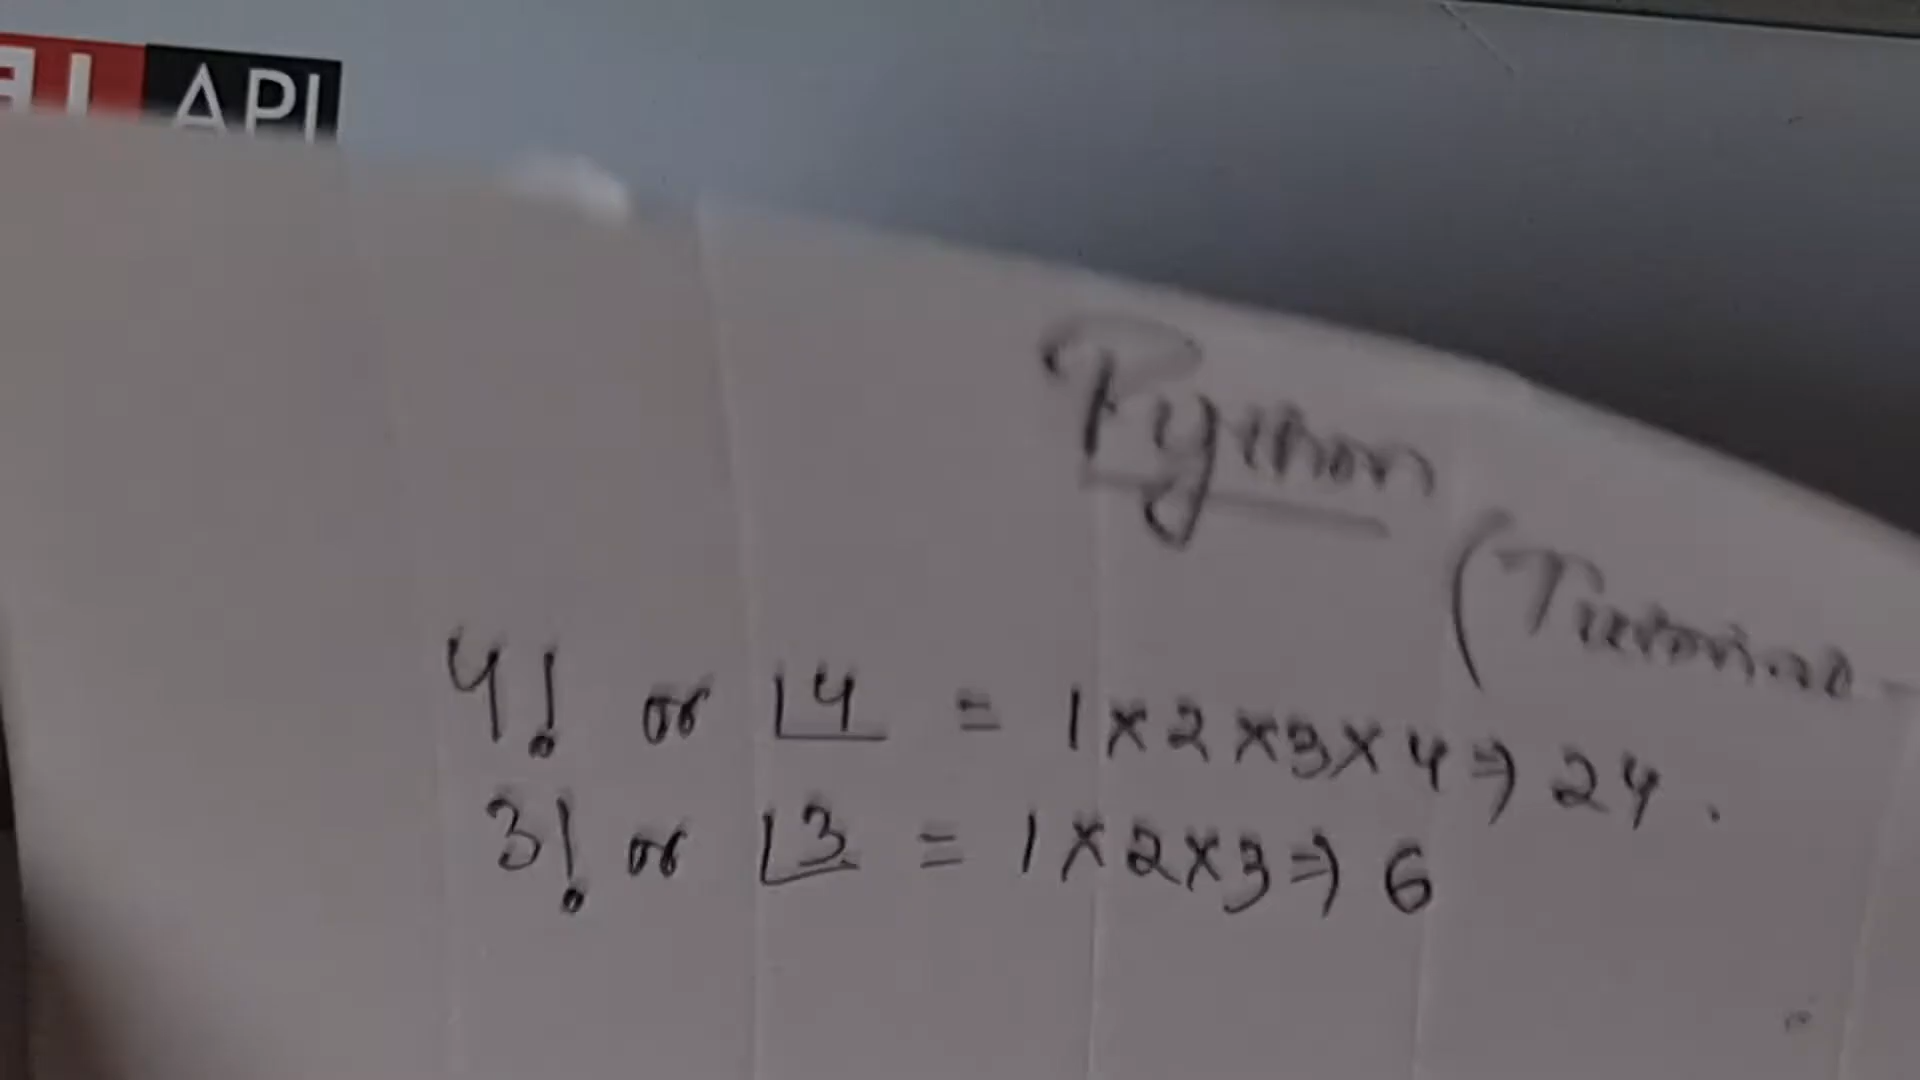 API
Python
(Tutorial-
4! or |4 = 1×2×3×4⇒24.
3! or |3 = 1×2×3⇒6